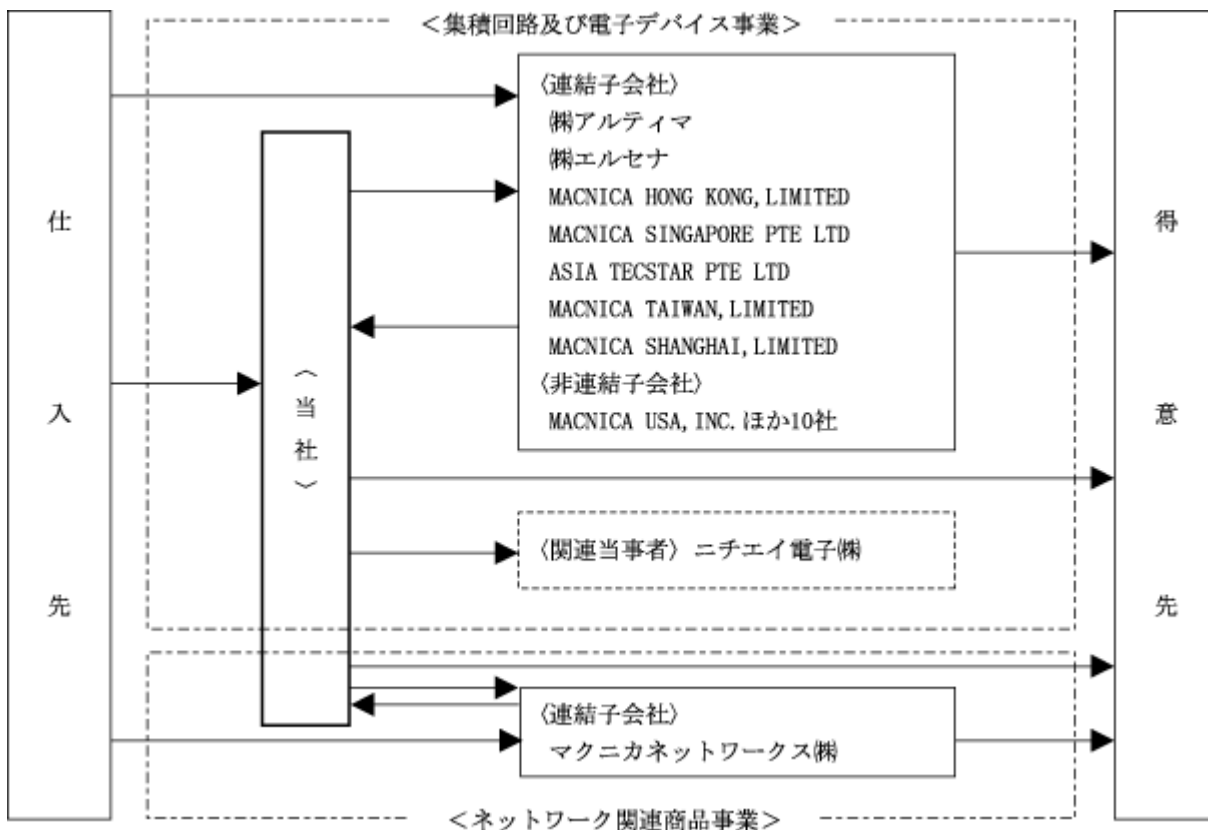 ＜集積回路及び電子デバイス事業＞
仕入先
〈当社〉
〈連結子会社〉
㈱アルティマ
㈱エルセナ
MACNICA HONG KONG,LIMITED
MACNICA SINGAPORE PTE LTD
ASIA TECSTAR PTE LTD
MACNICA TAIWAN,LIMITED
MACNICA SHANGHAI,LIMITED
〈非連結子会社〉
MACNICA USA,INC.ほか10社
〈関連当事者〉ニチエイ電子㈱
得意先
〈連結子会社〉
マクニカネットワークス㈱
＜ネットワーク関連商品事業＞